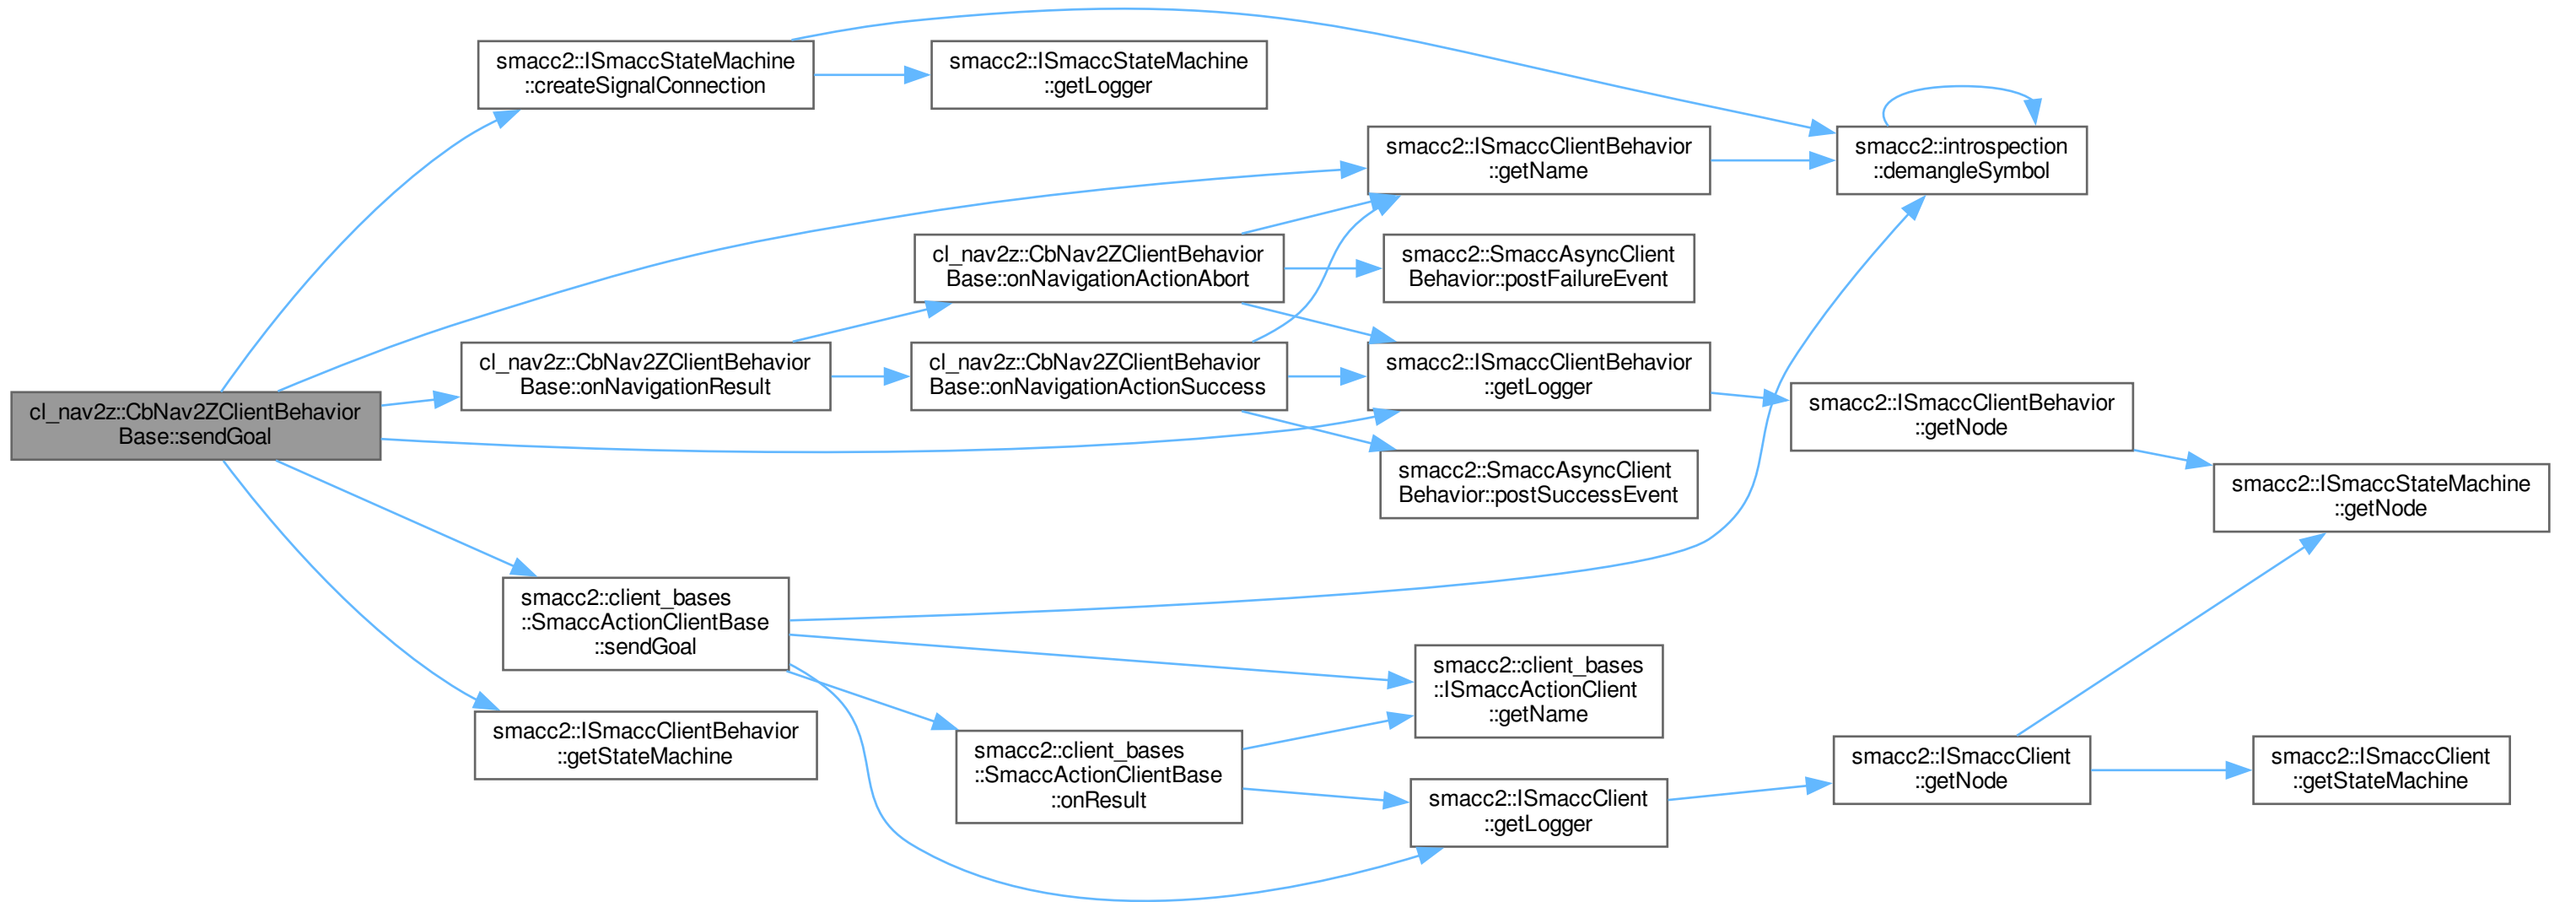 smacc2::ISmaccStateMachine
::createSignalConnection
smacc2::ISmaccStateMachine
::getLogger
smacc2::ISmaccClientBehavior
::getName
smacc2::introspection
::demangleSymbol
cl_nav2z::CbNav2ZClientBehavior
Base::onNavigationActionAbort
smacc2::SmaccAsyncClient
Behavior::postFailureEvent
cl_nav2z::CbNav2ZClientBehavior
Base::onNavigationResult
cl_nav2z::CbNav2ZClientBehavior
Base::onNavigationActionSuccess
smacc2::ISmaccClientBehavior
::getLogger
cl_nav2z::CbNav2ZClientBehavior
Base::sendGoal
smacc2::ISmaccClientBehavior
::getNode
smacc2::SmaccAsyncClient
Behavior::postSuccessEvent
smacc2::ISmaccStateMachine
::getNode
smacc2::client_bases
::SmaccActionClientBase
::sendGoal
smacc2::client_bases
::ISmaccActionClient
::getName
smacc2::ISmaccClientBehavior
::getStateMachine
smacc2::client_bases
::SmaccActionClientBase
::onResult
smacc2::ISmaccClient
::getLogger
smacc2::ISmaccClient
::getNode
smacc2::ISmaccClient
::getStateMachine